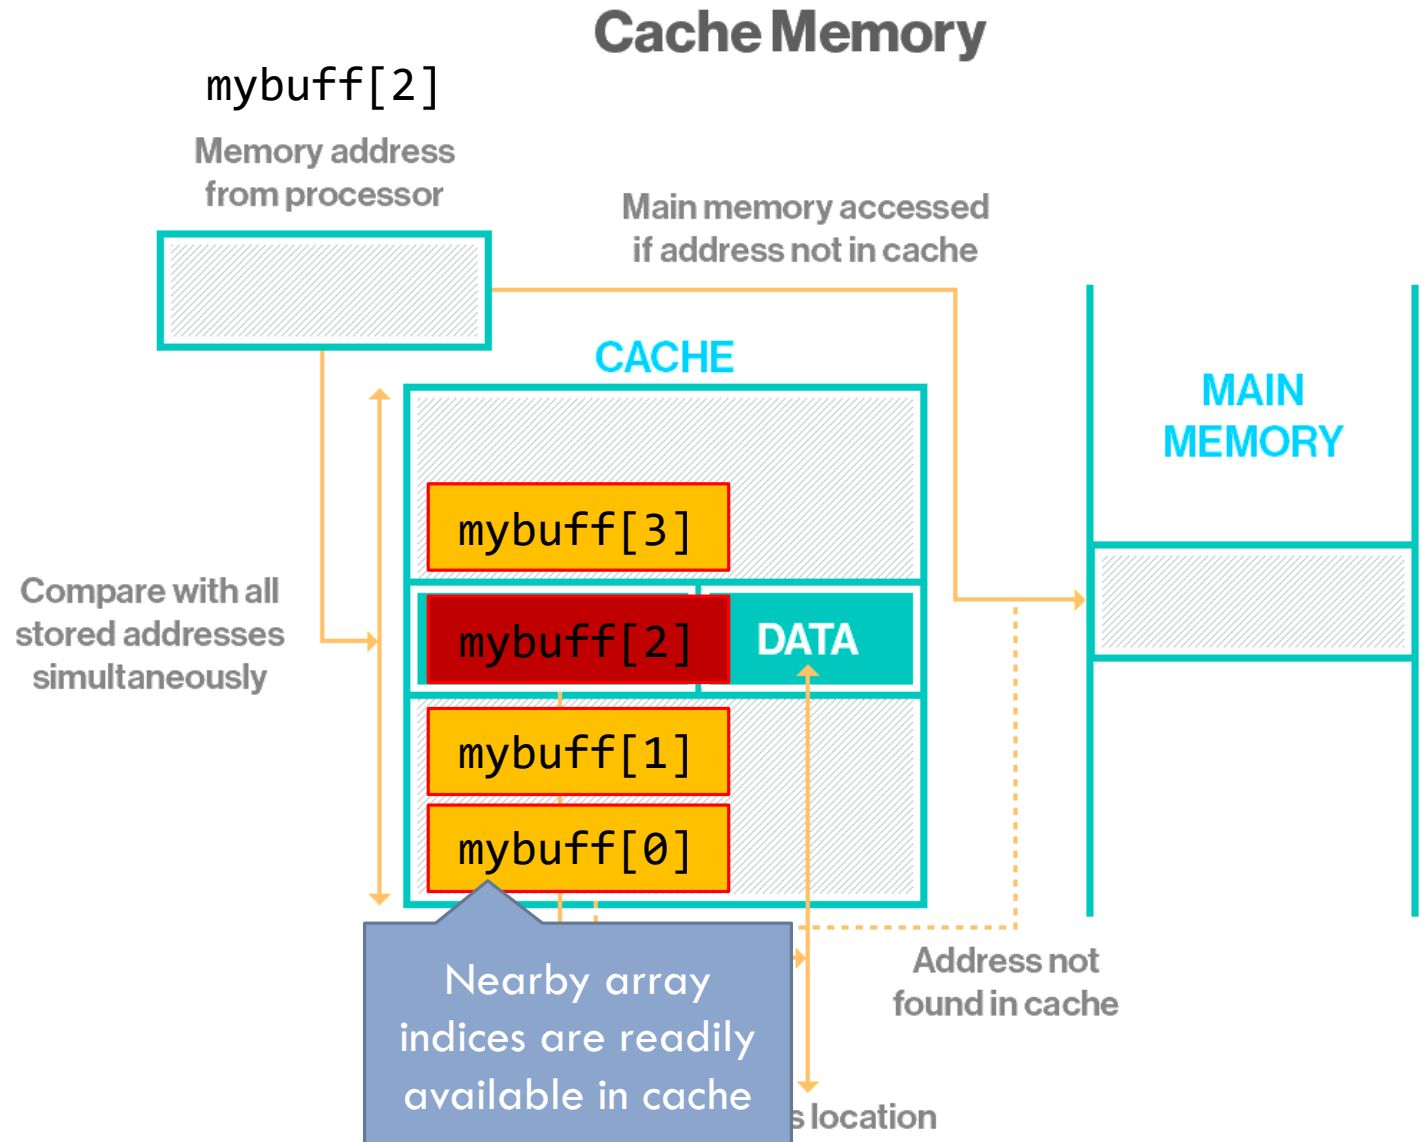 Cache Memory
mybuff[2]
Memory address
from processor
Main memory accessed
if address not in cache
CACHE
MAIN
MEMORY
mybuff[3]
Compare with all
stored addresses
simultaneously
mybuff[2]
DATA
mybuff[1]
mybuff[0]
Nearby array
indices are readily
available in cache
Address not
found in cache
location